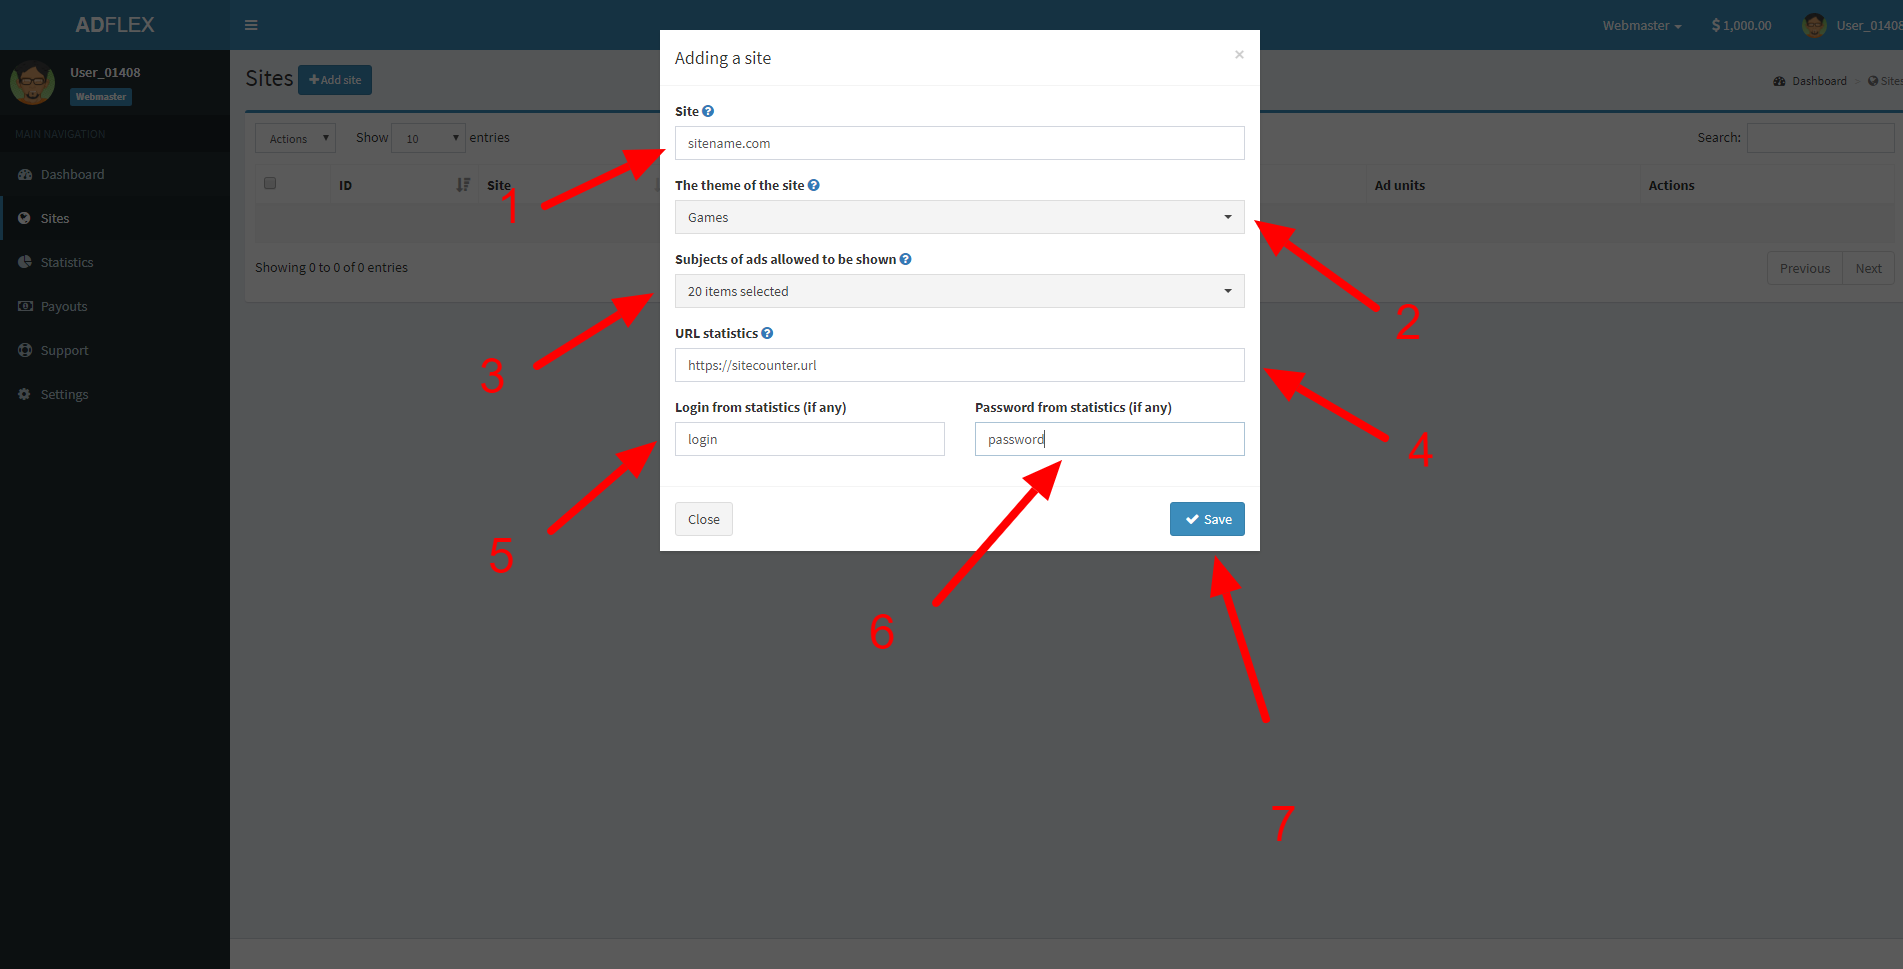 ADFLEX
Webmaster
$ 1,000.00
User_01408
User_01408
Webmaster
MAIN NAVIGATION
Dashboard
Sites
Statistics
Payouts
Support
Settings
Sites
+Add site
Dashboard
Sites
Actions
Show
10
entries
Search:
ID
Site
Ad units
Actions
Showing 0 to 0 of 0 entries
Previous
Next
Adding a site
×
Site
sitename.com
The theme of the site
Games
Subjects of ads allowed to be shown
20 items selected
URL statistics
https://sitecounter.url
Login from statistics (if any)
Password from statistics (if any)
login
password
Close
Save
1
2
3
4
5
6
7